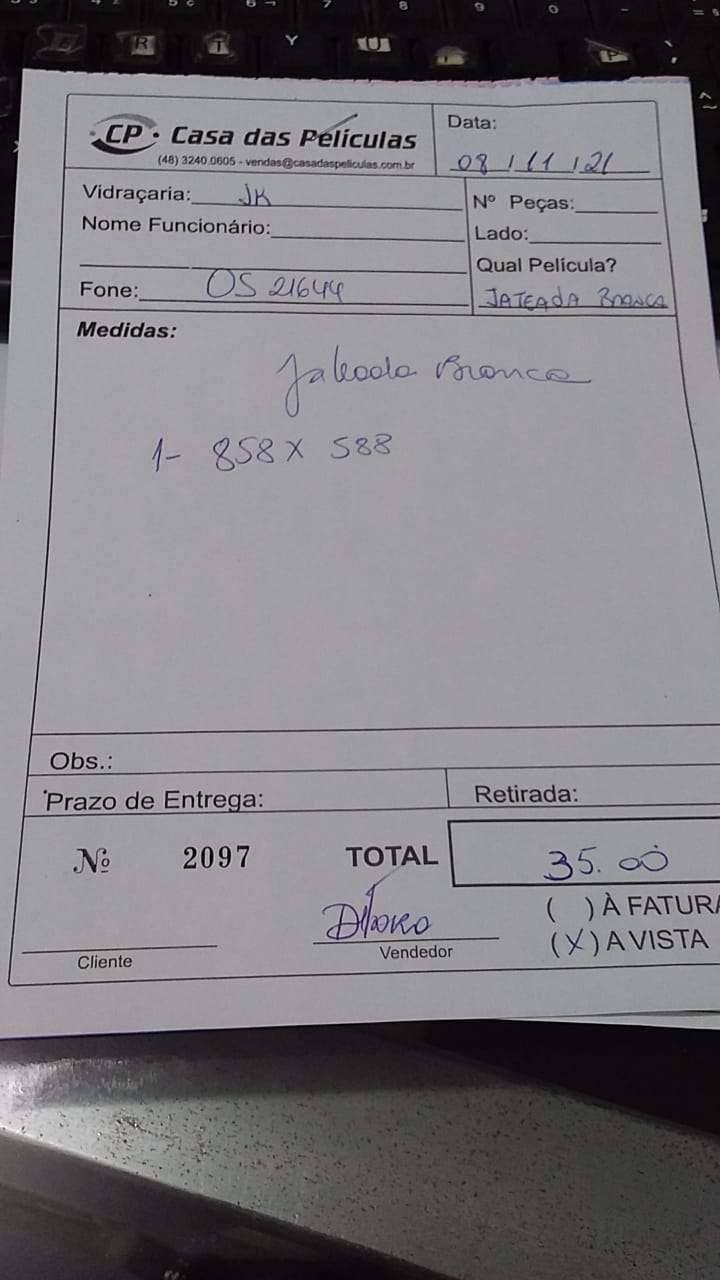 CP · Casa das Películas
(48) 3240.0605 - vendas@casadaspeliculas.com.br
Data:
08 / 11 / 21
Vidraçaria: JK
Nome Funcionário:
Fone: OS 21644
Nº Peças:
Lado:
Qual Película?
JATEADA BRANCA
Medidas:
Jateada Branca
1- 858 X 588
Obs.:
Prazo de Entrega:
Retirada:
Nº 2097
TOTAL 35.00
( ) À FATURA
(X) A VISTA
Vendedor
Cliente